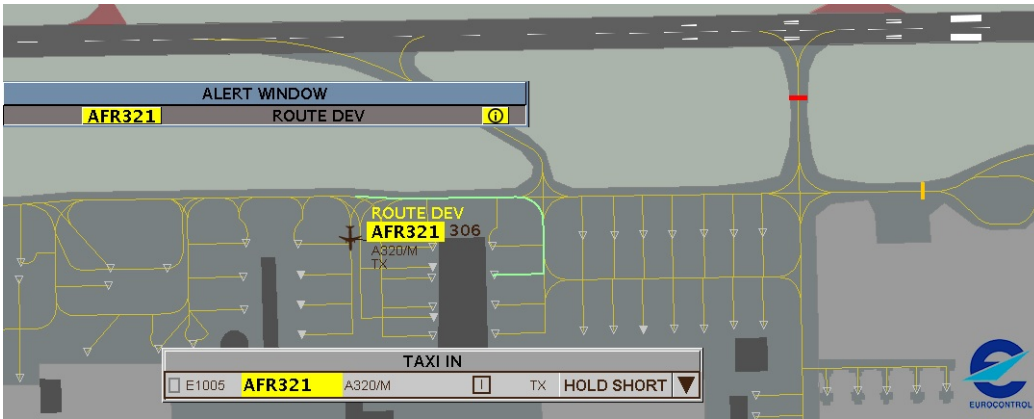 ALERT WINDOW
AFR321 ROUTE DEV i
ROUTE DEV
AFR321 306
A320/M
TX
TAXI IN
E1005 AFR321 A320/M I TX HOLD SHORT
EUROCONTROL